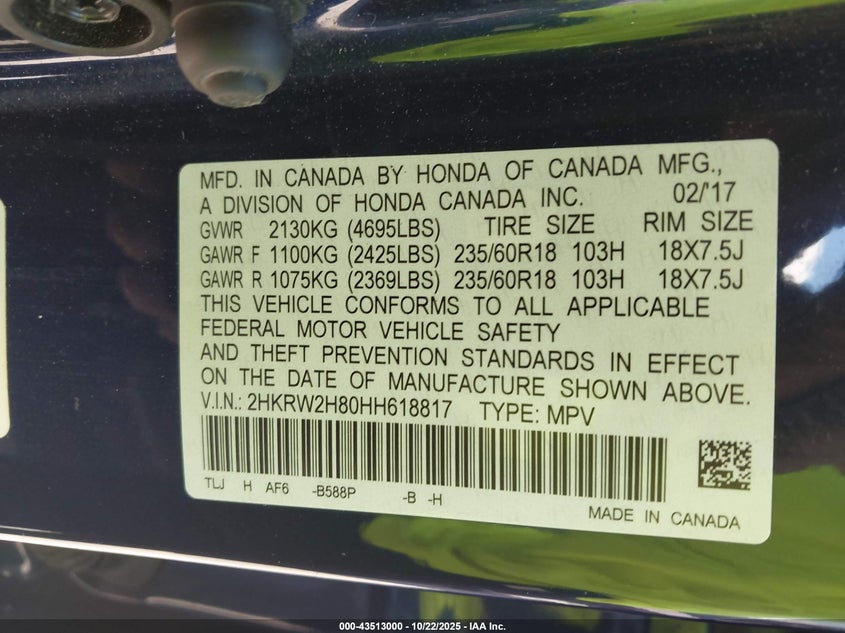 MFD. IN CANADA BY HONDA OF CANADA MFG.,
A DIVISION OF HONDA CANADA INC. 02/'17
GVWR 2130KG (4695LBS) TIRE SIZE RIM SIZE
GAWR F 1100KG (2425LBS) 235/60R18 103H 18X7.5J
GAWR R 1075KG (2369LBS) 235/60R18 103H 18X7.5J
THIS VEHICLE CONFORMS TO ALL APPLICABLE
FEDERAL MOTOR VEHICLE SAFETY
AND THEFT PREVENTION STANDARDS IN EFFECT
ON THE DATE OF MANUFACTURE SHOWN ABOVE.
V.I.N.: 2HKRW2H80HH618817 TYPE: MPV
TLJ H AF6 -B588P -B -H
MADE IN CANADA
000-43513000 - 10/22/2025 - IAA Inc.